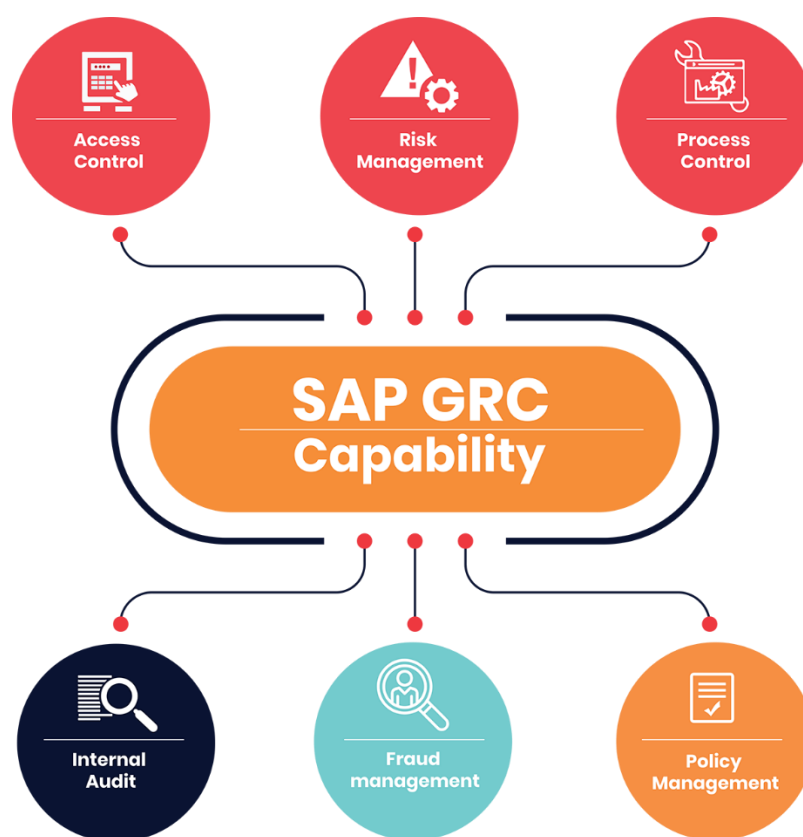 Access
Control
Risk
Management
Process
Control
SAP GRC
Capability
Internal
Audit
Fraud
management
Policy
Management